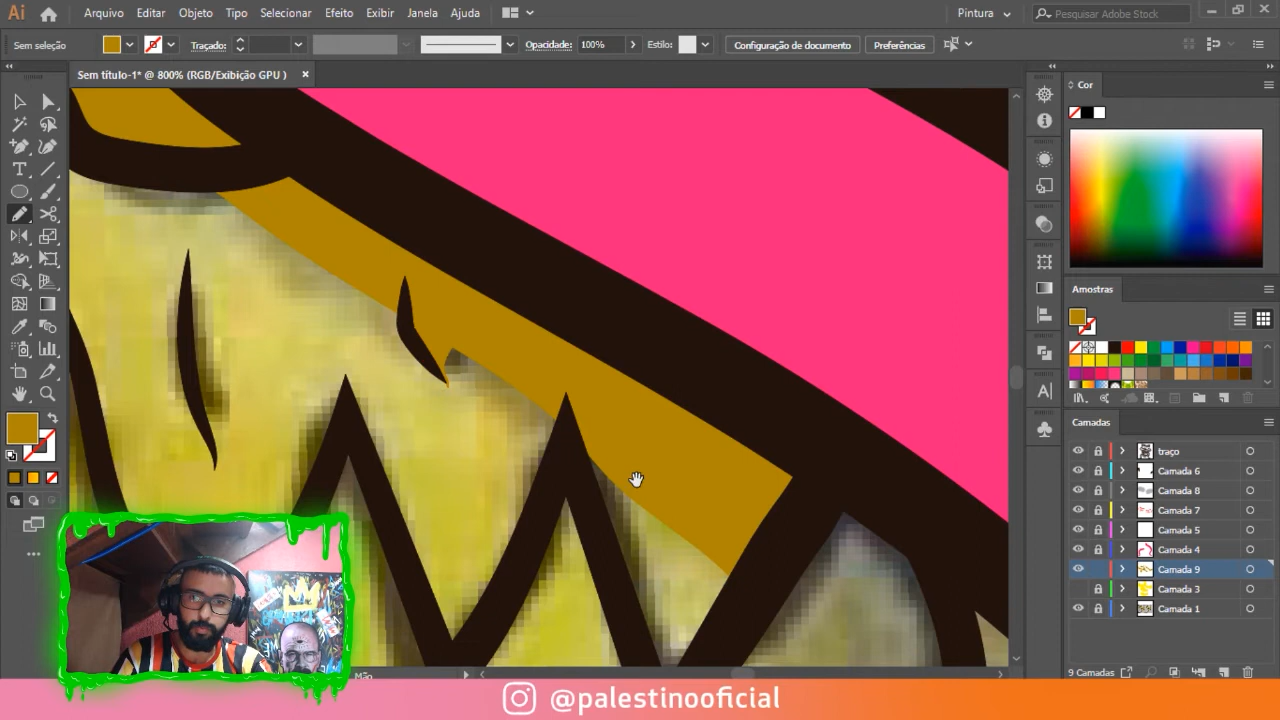 Ai
Arquivo Editar Objeto Tipo Selecionar Efeito Exibir Janela Ajuda
Pintura
Pesquisar Adobe Stock
Sem seleção
Traçado:
Opacidade: 100%
Estilo:
Configuração de documento
Preferências
Sem título-1* @ 800% (RGB/Exibição GPU )
Cor
Amostras
Camadas
traço
Camada 6
Camada 8
Camada 7
Camada 5
Camada 4
Camada 9
Camada 3
Camada 1
9 Camadas
Mão
@palestinooficial